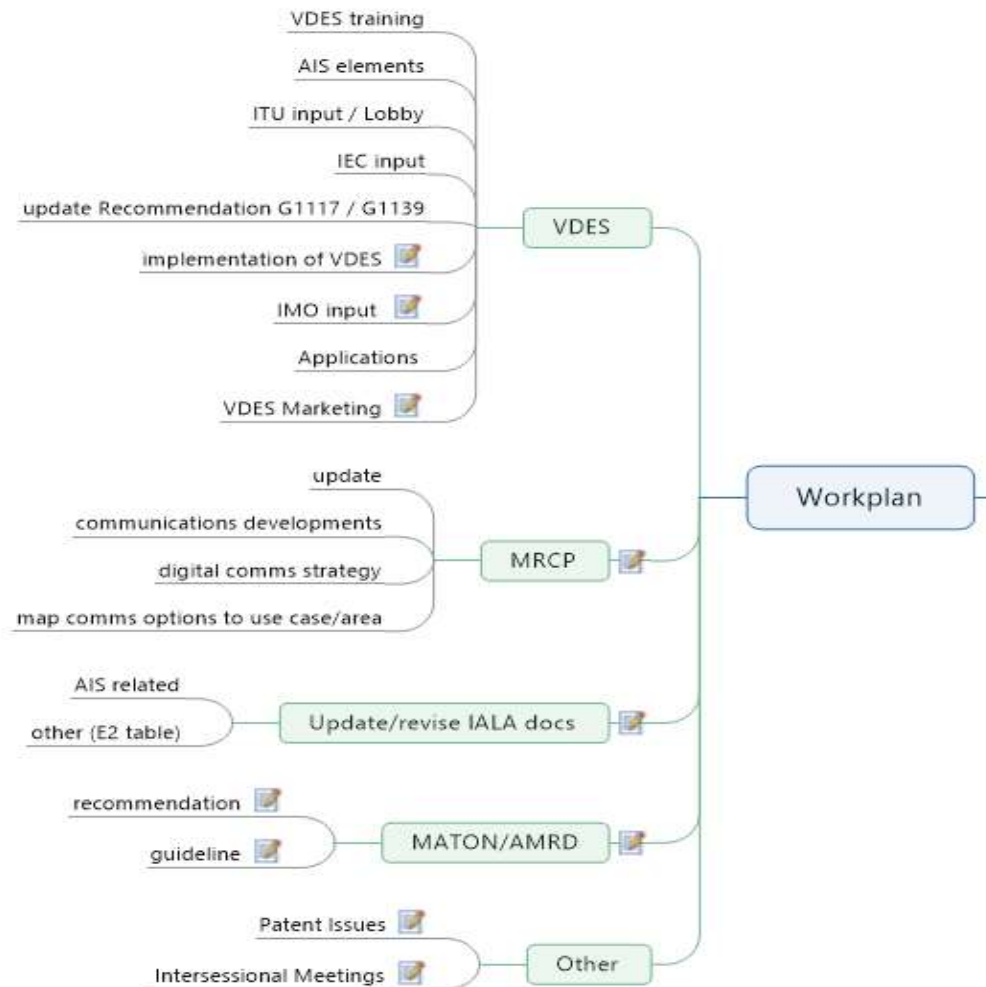 VDES training
AIS elements
ITU input / Lobby
IEC input
update Recommendation G1117 / G1139
implementation of VDES
IMO input
Applications
VDES Marketing
VDES
update
communications developments
digital comms strategy
map comms options to use case/area
MRCP
Workplan
AIS related
other (E2 table)
Update/revise IALA docs
recommendation
guideline
MATON/AMRD
Patent Issues
Intersessional Meetings
Other